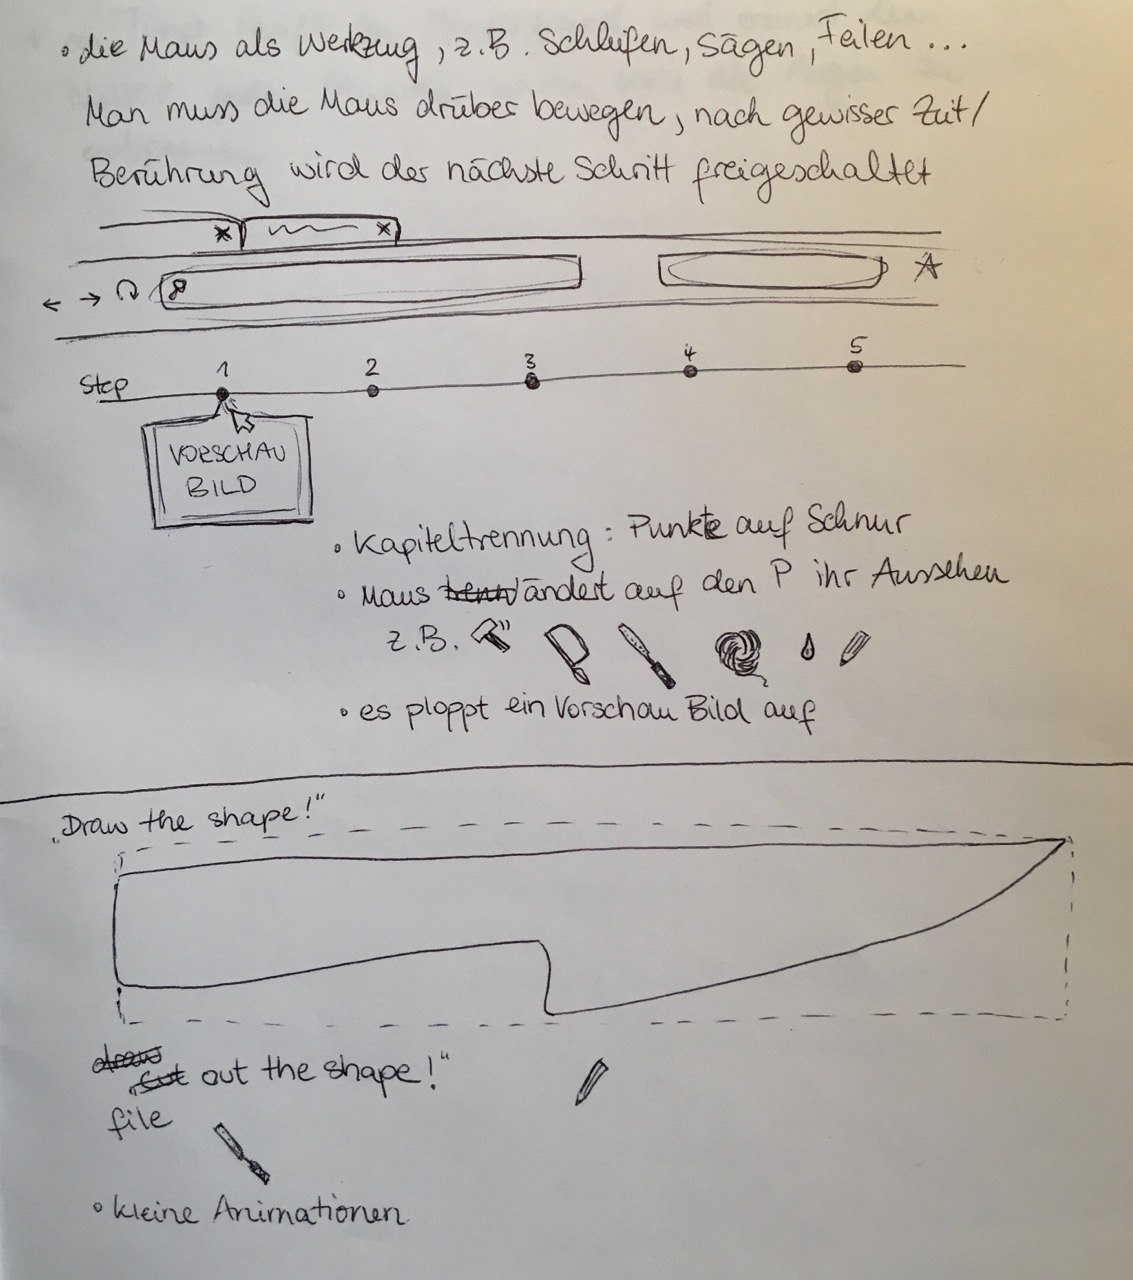 • die Maus als Werkzeug, z.B. Schleifen, Sägen, Feilen ...
Man muss die Maus drüber bewegen, nach gewisser Zeit/
Berührung wird der nächste Schritt freigeschaltet
Step 1 2 3 4 5
VORSCHAU
BILD
• Kapiteltrennung: Punkte auf Schnur
• Maus ändert auf den P ihr Aussehen
z.B.
• es ploppt ein Vorschau Bild auf
„Draw the shape!“
draw
„Cut out the shape!“
file
• kleine Animationen